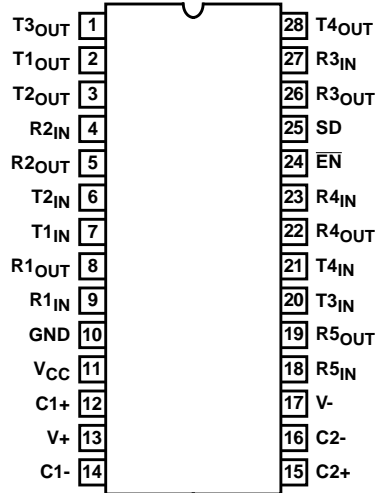 T3OUT 1 28 T4OUT
T1OUT 2 27 R3IN
T2OUT 3 26 R3OUT
R2IN 4 25 SD
R2OUT 5 24 E̅N̅
T2IN 6 23 R4IN
T1IN 7 22 R4OUT
R1OUT 8 21 T4IN
R1IN 9 20 T3IN
GND 10 19 R5OUT
VCC 11 18 R5IN
C1+ 12 17 V-
V+ 13 16 C2-
C1- 14 15 C2+